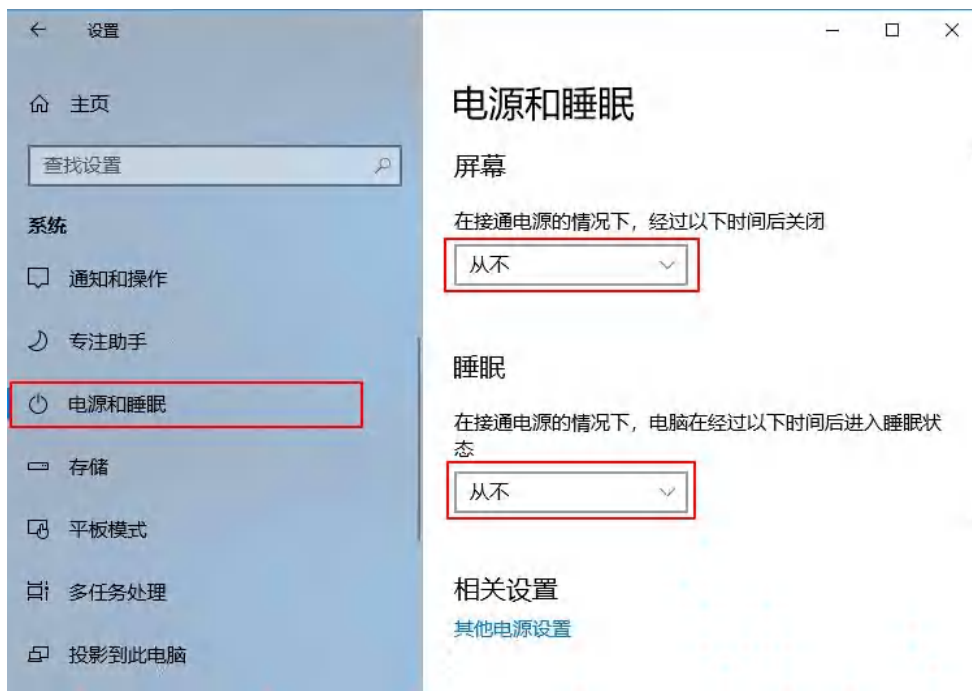 设置
主页
查找设置
系统
通知和操作
专注助手
电源和睡眠
存储
平板模式
多任务处理
投影到此电脑
电源和睡眠
屏幕
在接通电源的情况下，经过以下时间后关闭
从不
睡眠
在接通电源的情况下，电脑在经过以下时间后进入睡眠状
态
从不
相关设置
其他电源设置